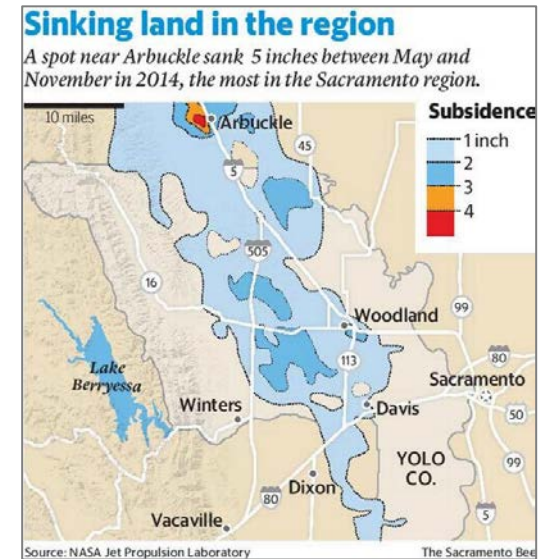 Sinking land in the region
A spot near Arbuckle sank 5 inches between May and
November in 2014, the most in the Sacramento region.
10 miles
Subsidence
1 inch
2
3
4
Arbuckle
45
5
505
16
Woodland
99
113
80
Lake
Berryessa
Sacramento
Winters
Davis
50
YOLO
CO.
99
Dixon
80
5
Vacaville
Source: NASA Jet Propulsion Laboratory
The Sacramento Bee